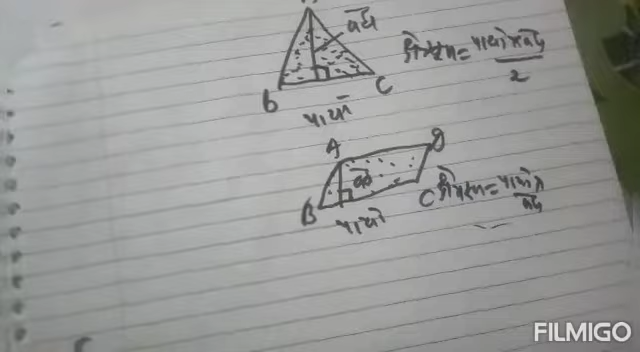 વેધ
ક્ષેત્રફળ = પાયો × વેધ
2
B C
પાયો
A D
વેધ
B C ક્ષેત્રફળ = પાયો ×
વેધ
પાયો
FILMIGO